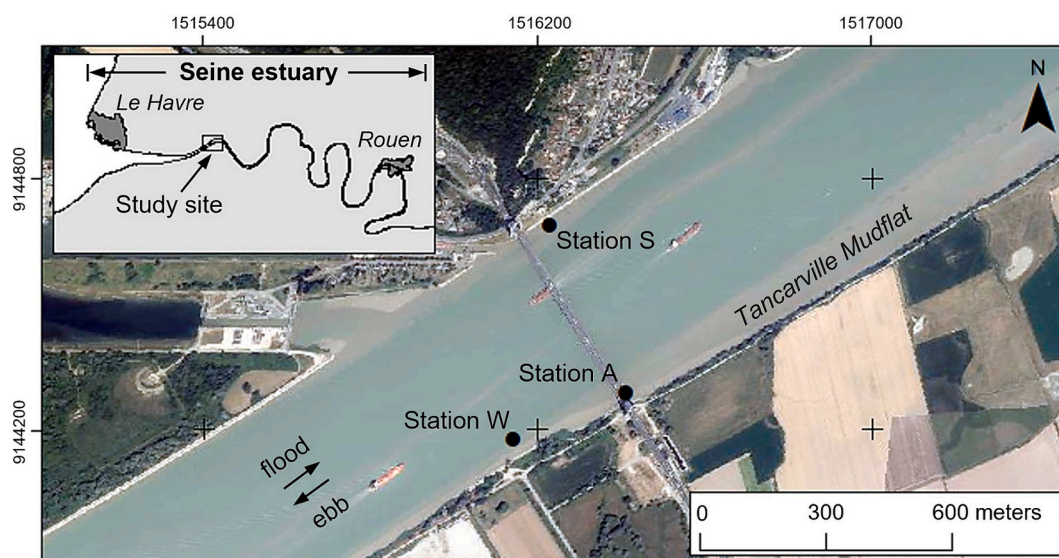 1515400
1516200
1517000
Seine estuary
Le Havre
Rouen
Study site
N
9144800
Station S
Tancarville Mudflat
Station A
Station W
9144200
flood
ebb
0
300
600 meters